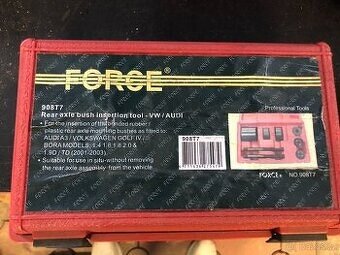 FORCE®
908T7
Rear axle bush insertion tool - VW / AUDI
• For the insertion of the bonded rubber /
plastic rear axle mounting bushes as fitted to:
AUDI A3 / VOLKSWAGEN GOLF IV /
BORA MODELS: 1.4 1.6 1.8 2.0 &
1.9D / TD (2001-2003)
• Suitable for use in-situ without removing
the rear axle assembly from the vehicle
908T7
Professional Tools
FORCE
NO.908T7